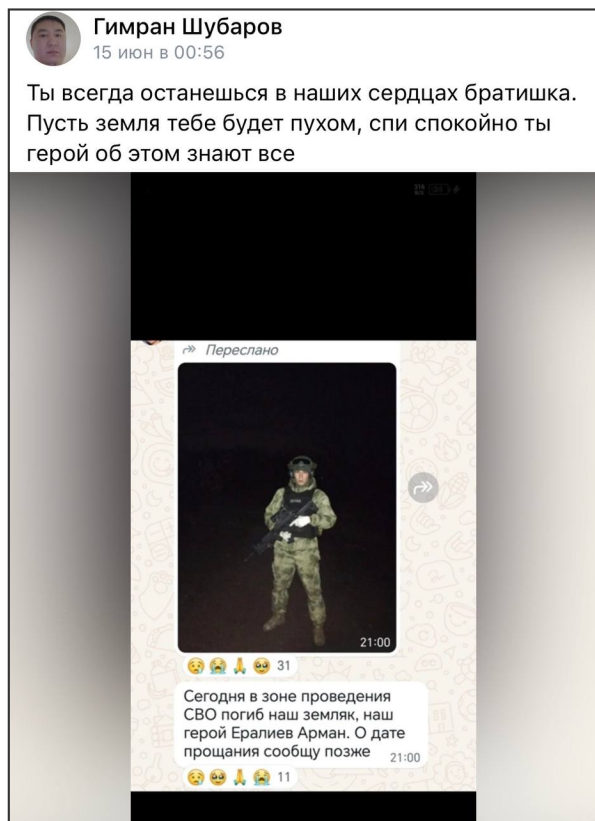 Гимран Шубаров
15 июн в 00:56
Ты всегда останешься в наших сердцах братишка.
Пусть земля тебе будет пухом, спи спокойно ты
герой об этом знают все
Переслано
21:00
31
Сегодня в зоне проведения
СВО погиб наш земляк, наш
герой Ералиев Арман. О дате
прощания сообщу позже
21:00
11